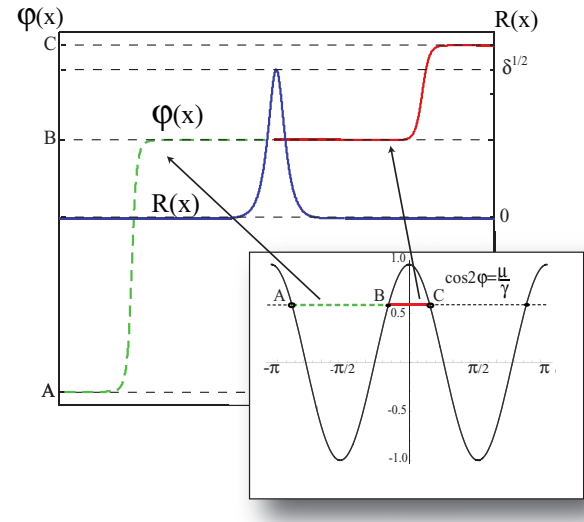 φ(x)
R(x)
C
δ^1/2
φ(x)
B
R(x)
0
A
1.0
cos2φ=μ/γ
A
B
C
0.5
-π
-π/2
π/2
π
-0.5
-1.0